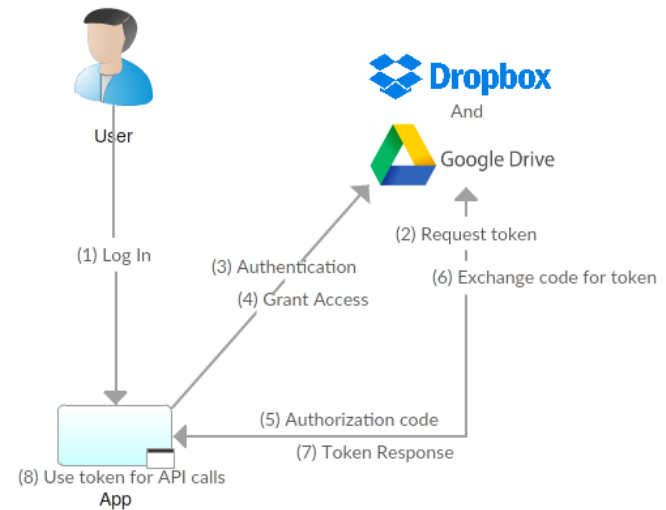 Dropbox
And
Google Drive
User
(1) Log In
(2) Request token
(3) Authentication
(6) Exchange code for token
(4) Grant Access
(5) Authorization code
(7) Token Response
(8) Use token for API calls
App